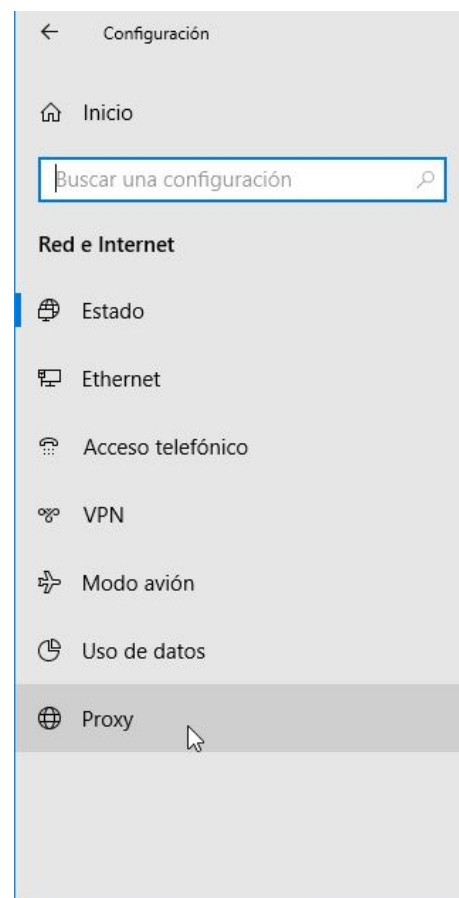 Configuración
Inicio
Buscar una configuración
Red e Internet
Estado
Ethernet
Acceso telefónico
VPN
Modo avión
Uso de datos
Proxy